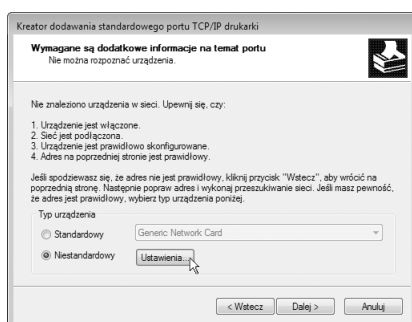 Kreator dodawania standardowego portu TCP/IP drukarki
Wymagane są dodatkowe informacje na temat portu
Nie można rozpoznać urządzenia.
Nie znaleziono urządzenia w sieci. Upewnij się, czy:
1. Urządzenie jest włączone.
2. Sieć jest podłączona.
3. Urządzenie jest prawidłowo skonfigurowane.
4. Adres na poprzedniej stronie jest prawidłowy.
Jeśli spodziewasz się, że adres nie jest prawidłowy, kliknij przycisk "Wstecz", aby wrócić na
poprzednią stronę. Następnie popraw adres i wykonaj przeszukiwanie sieci. Jeśli masz pewność,
że adres jest prawidłowy, wybierz typ urządzenia poniżej.
Typ urządzenia
Standardowy Generic Network Card
Niestandardowy Ustawienia...
< Wstecz Dalej > Anuluj